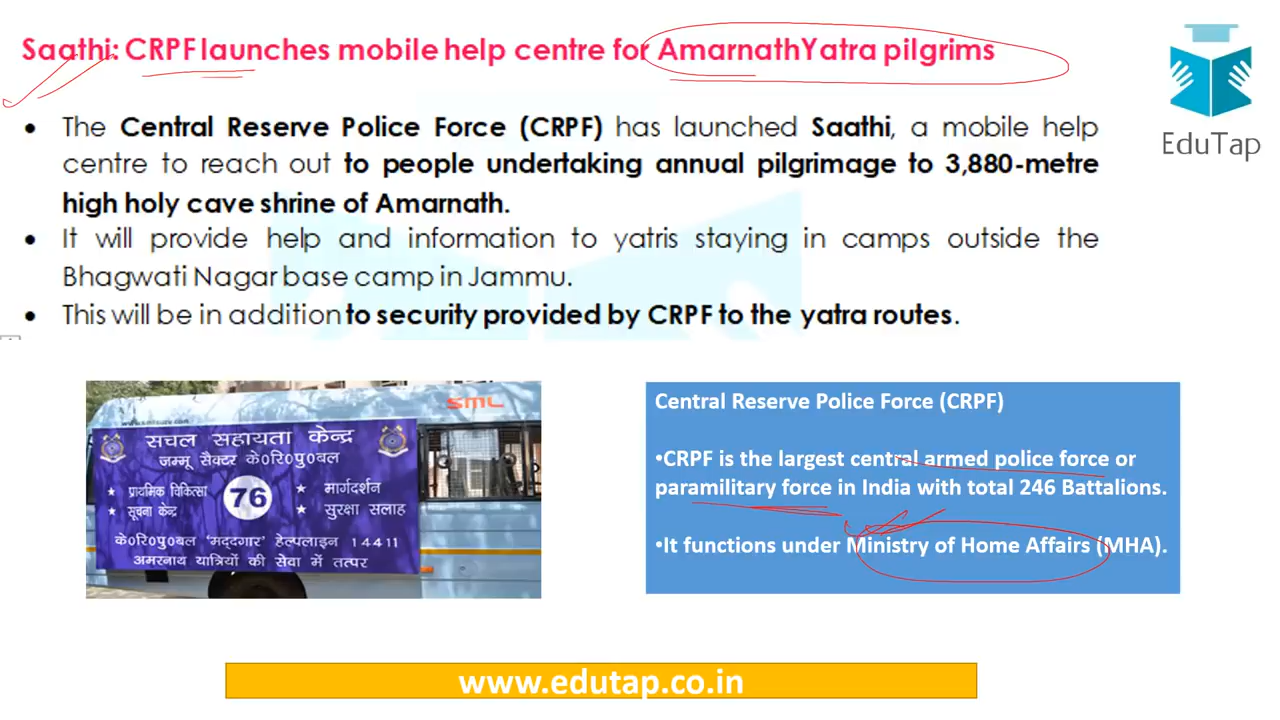 Saathi: CRPF launches mobile help centre for AmarnathYatra pilgrims
EduTap
• The Central Reserve Police Force (CRPF) has launched Saathi, a mobile help
centre to reach out to people undertaking annual pilgrimage to 3,880-metre
high holy cave shrine of Amarnath.
• It will provide help and information to yatris staying in camps outside the
Bhagwati Nagar base camp in Jammu.
• This will be in addition to security provided by CRPF to the yatra routes.
SML
सचल सहायता केन्द्र
जम्मू सैक्टर के०रि०पु०बल
★ प्राथमिक चिकित्सा
★ सूचना केन्द्र
76
★ मार्गदर्शन
★ सुरक्षा सलाह
के०रि०पु०बल 'मद्दगार' हेल्पलाइन 14411
अमरनाथ यात्रियों की सेवा में तत्पर
Central Reserve Police Force (CRPF)
•CRPF is the largest central armed police force or
paramilitary force in India with total 246 Battalions.
•It functions under Ministry of Home Affairs (MHA).
www.edutap.co.in